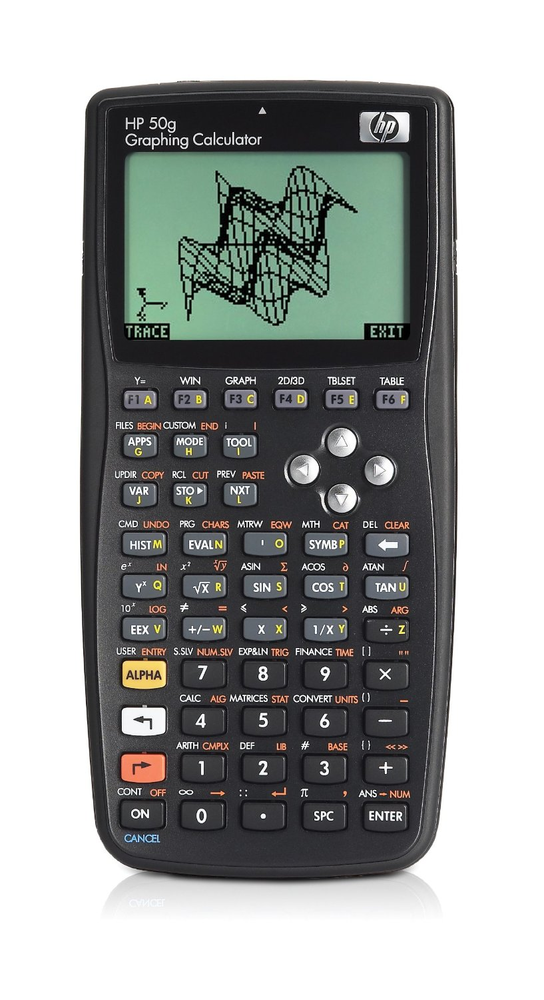 HP 50g
Graphing Calculator
hp
TRACE EXIT
Y= WIN GRAPH 2D/3D TBLSET TABLE
F1 A F2 B F3 C F4 D F5 E F6 F
FILES BEGIN CUSTOM END i I
APPS G MODE H TOOL I
UPDIR COPY RCL CUT PREV PASTE
VAR J STO▶ K NXT L
CMD UNDO PRG CHARS MTRW EQW MTH CAT DEL CLEAR
HIST M EVAL N ' O SYMB P ←
eˣ LN x² ˣ√y ASIN Σ ACOS ∂ ATAN ∫
Yˣ Q √X R SIN S COS T TAN U
10ˣ LOG ≠ = ≤ < ≥ > ABS ARG
EEX V +/− W X X 1/X Y ÷ Z
USER ENTRY S.SLV NUM.SLV EXP&LN TRIG FINANCE TIME [ ] " "
ALPHA 7 8 9 ×
CALC ALG MATRICES STAT CONVERT UNITS ( ) _
↰ 4 5 6 −
ARITH CMPLX DEF LIB # BASE { } « »
↱ 1 2 3 +
CONT OFF ∞ → :: ↵ π , ANS → NUM
ON 0 . SPC ENTER
CANCEL